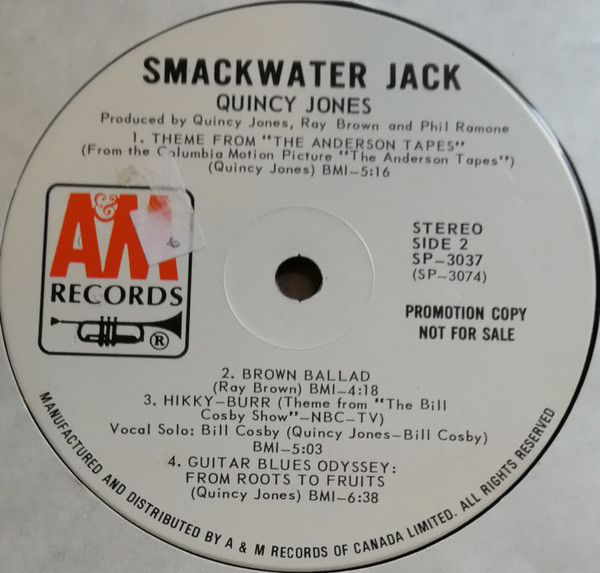 SMACKWATER JACK
QUINCY JONES
Produced by Quincy Jones, Ray Brown and Phil Ramone
1. THEME FROM "THE ANDERSON TAPES"
(From the Columbia Motion Picture "The Anderson Tapes")
(Quincy Jones) BMI-5:16
A&M
RECORDS
®
STEREO
SIDE 2
SP-3037
(SP-3074)
PROMOTION COPY
NOT FOR SALE
2. BROWN BALLAD
(Ray Brown) BMI-4:18
3. HIKKY-BURR (Theme from "The Bill
Cosby Show"-NBC-TV)
Vocal Solo: Bill Cosby (Quincy Jones-Bill Cosby)
BMI-5:03
4. GUITAR BLUES ODYSSEY:
FROM ROOTS TO FRUITS
(Quincy Jones) BMI-6:38
MANUFACTURED AND DISTRIBUTED BY A & M RECORDS OF CANADA LIMITED. ALL RIGHTS RESERVED